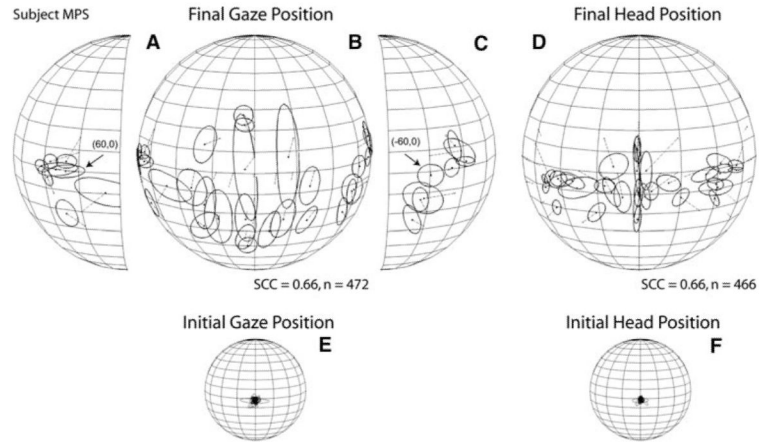 Subject MPS
Final Gaze Position
Final Head Position
A
B
C
D
(60,0)
(-60,0)
SCC = 0.66, n = 472
SCC = 0.66, n = 466
Initial Gaze Position
E
Initial Head Position
F